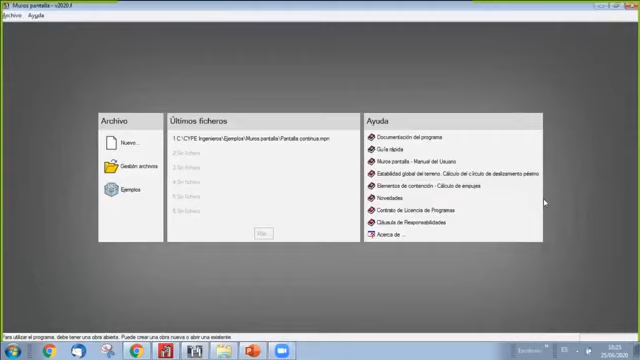 Muros pantalla - v2020.f
Archivo Ayuda
Archivo
Nuevo...
Gestión archivos
Ejemplos
Últimos ficheros
1 C:\CYPE Ingenieros\Ejemplos\Muros pantalla\Pantalla continua.mpn
2 Sin fichero
3 Sin fichero
4 Sin fichero
5 Sin fichero
6 Sin fichero
Más ...
Ayuda
Documentación del programa
Guía rápida
Muros pantalla - Manual del Usuario
Estabilidad global del terreno. Cálculo del círculo de deslizamiento pésimo
Elementos de contención - Cálculo de empujes
Novedades
Contrato de Licencia de Programas
Cláusula de Responsabilidades
Acerca de ...
Para utilizar el programa, debe tener una obra abierta. Puede crear una obra nueva o abrir una existente.
Escritorio
ES
18:25
25/06/2020